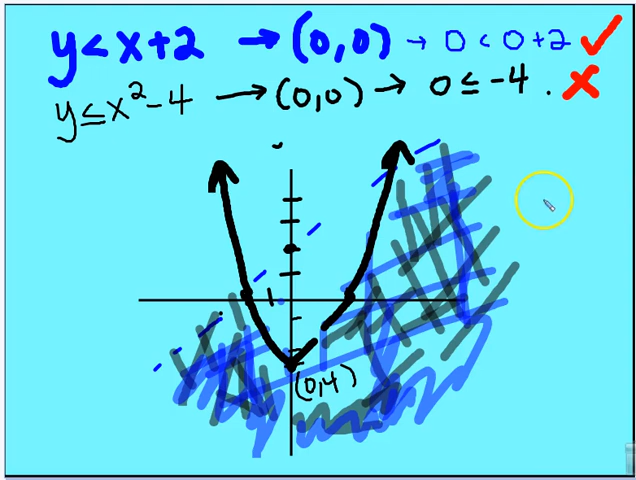 y < x + 2 → (0,0) → 0 < 0 + 2 ✓
y ≤ x² - 4 → (0,0) → 0 ≤ -4 . ✗
1
(0,4)